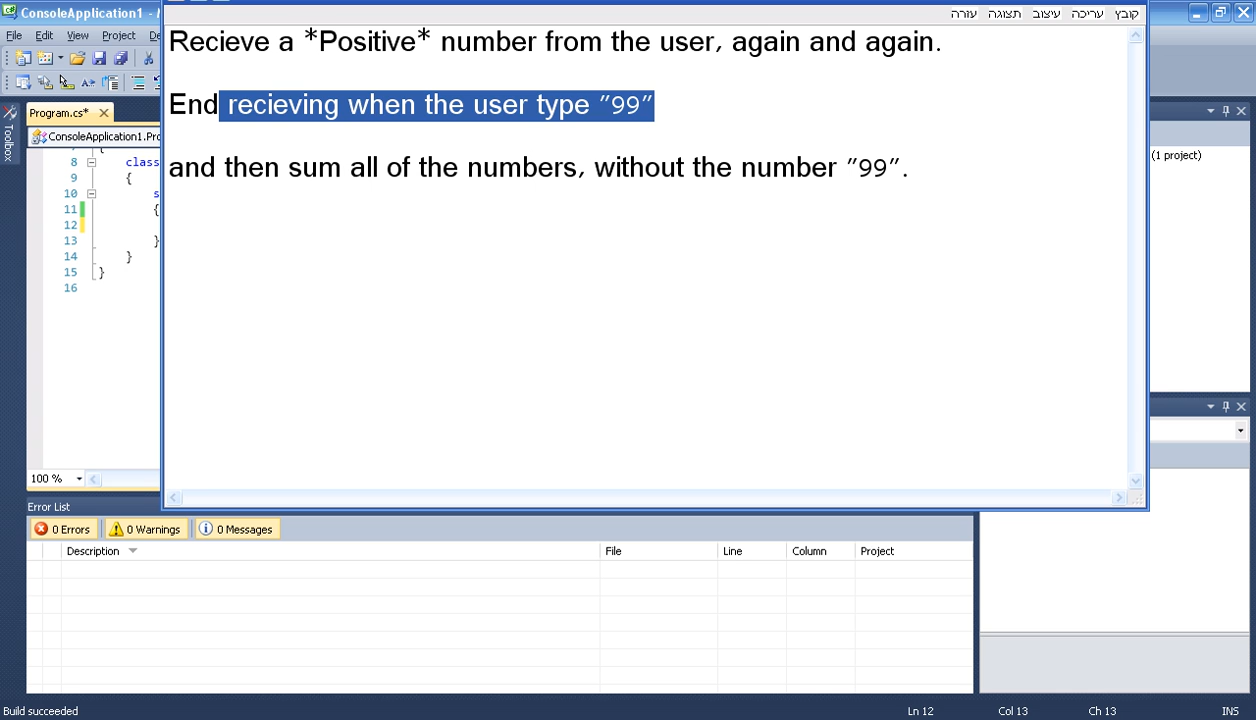 ConsoleApplication1 -
קובץ עריכה עיצוב תצוגה עזרה
File Edit View Project
Recieve a *Positive* number from the user, again and again.
End recieving when the user type "99"
and then sum all of the numbers, without the number "99".
Toolbox
Program.cs*
ConsoleApplication1.Pro
(1 project)
8 clas
9 {
10 s
11 {
12
13 }
14 }
15 }
16
100 %
Error List
0 Errors 0 Warnings 0 Messages
Description File Line Column Project
Build succeeded Ln 12 Col 13 Ch 13 INS